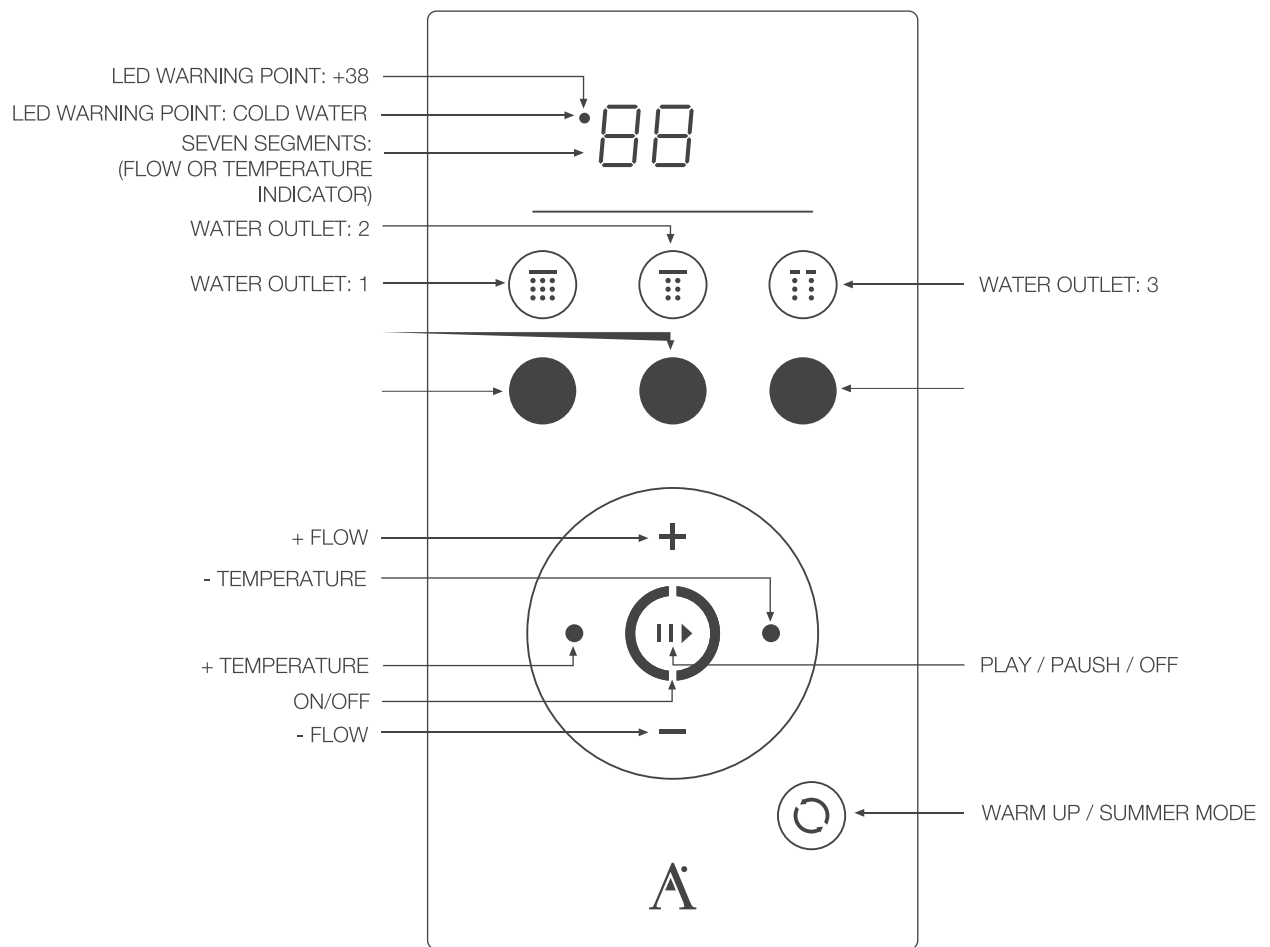 LED WARNING POINT: +38
LED WARNING POINT: COLD WATER
SEVEN SEGMENTS:
(FLOW OR TEMPERATURE
INDICATOR)
88
WATER OUTLET: 2
WATER OUTLET: 1
WATER OUTLET: 3
+ FLOW
- TEMPERATURE
+ TEMPERATURE
PLAY / PAUSH / OFF
ON/OFF
- FLOW
WARM UP / SUMMER MODE
A